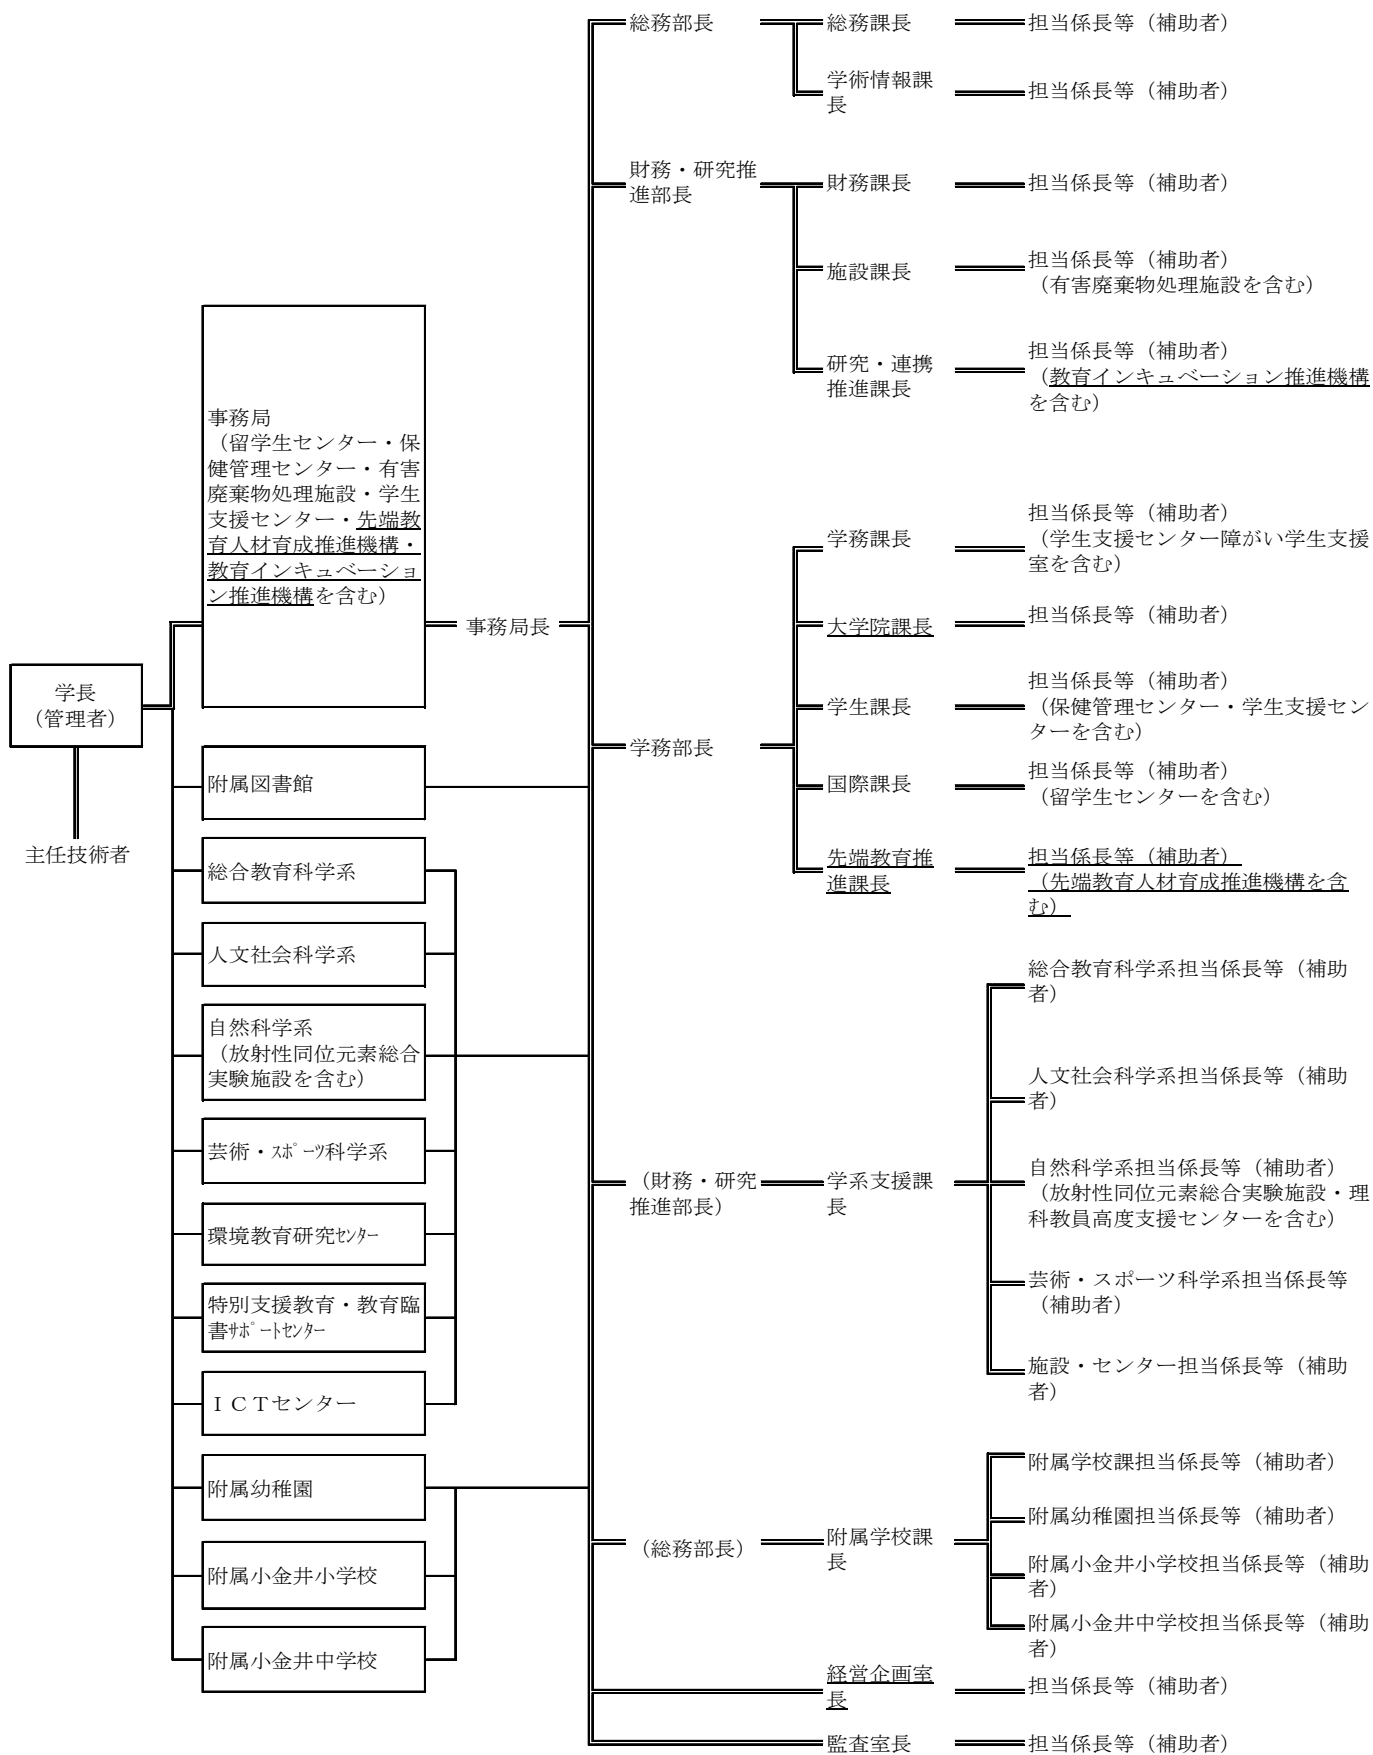 総務部長
総務課長
担当係長等（補助者）
学術情報課
長
担当係長等（補助者）
財務・研究推
進部長
財務課長
担当係長等（補助者）
施設課長
担当係長等（補助者）
（有害廃棄物処理施設を含む）
研究・連携
推進課長
担当係長等（補助者）
（教育インキュベーション推進機構
を含む）
事務局
（留学生センター・保
健管理センター・有害
廃棄物処理施設・学生
支援センター・先端教
育人材育成推進機構・
教育インキュベーショ
ン推進機構を含む）
事務局長
学長
（管理者）
主任技術者
学務部長
学務課長
担当係長等（補助者）
（学生支援センター障がい学生支援
室を含む）
大学院課長
担当係長等（補助者）
学生課長
担当係長等（補助者）
（保健管理センター・学生支援セン
ターを含む）
国際課長
担当係長等（補助者）
（留学生センターを含む）
先端教育推
進課長
担当係長等（補助者）
（先端教育人材育成推進機構を含
む）
附属図書館
総合教育科学系
人文社会科学系
自然科学系
（放射性同位元素総合
実験施設を含む）
芸術・ｽﾎﾟｰﾂ科学系
環境教育研究ｾﾝﾀｰ
特別支援教育・教育臨
書ｻﾎﾟｰﾄｾﾝﾀｰ
ＩＣＴセンター
附属幼稚園
附属小金井小学校
附属小金井中学校
（財務・研究
推進部長）
学系支援課
長
総合教育科学系担当係長等（補助
者）
人文社会科学系担当係長等（補助
者）
自然科学系担当係長等（補助者）
（放射性同位元素総合実験施設・理
科教員高度支援センターを含む）
芸術・スポーツ科学系担当係長等
（補助者）
施設・センター担当係長等（補助
者）
（総務部長）
附属学校課
長
附属学校課担当係長等（補助者）
附属幼稚園担当係長等（補助者）
附属小金井小学校担当係長等（補助
者）
附属小金井中学校担当係長等（補助
者）
経営企画室
長
担当係長等（補助者）
監査室長
担当係長等（補助者）